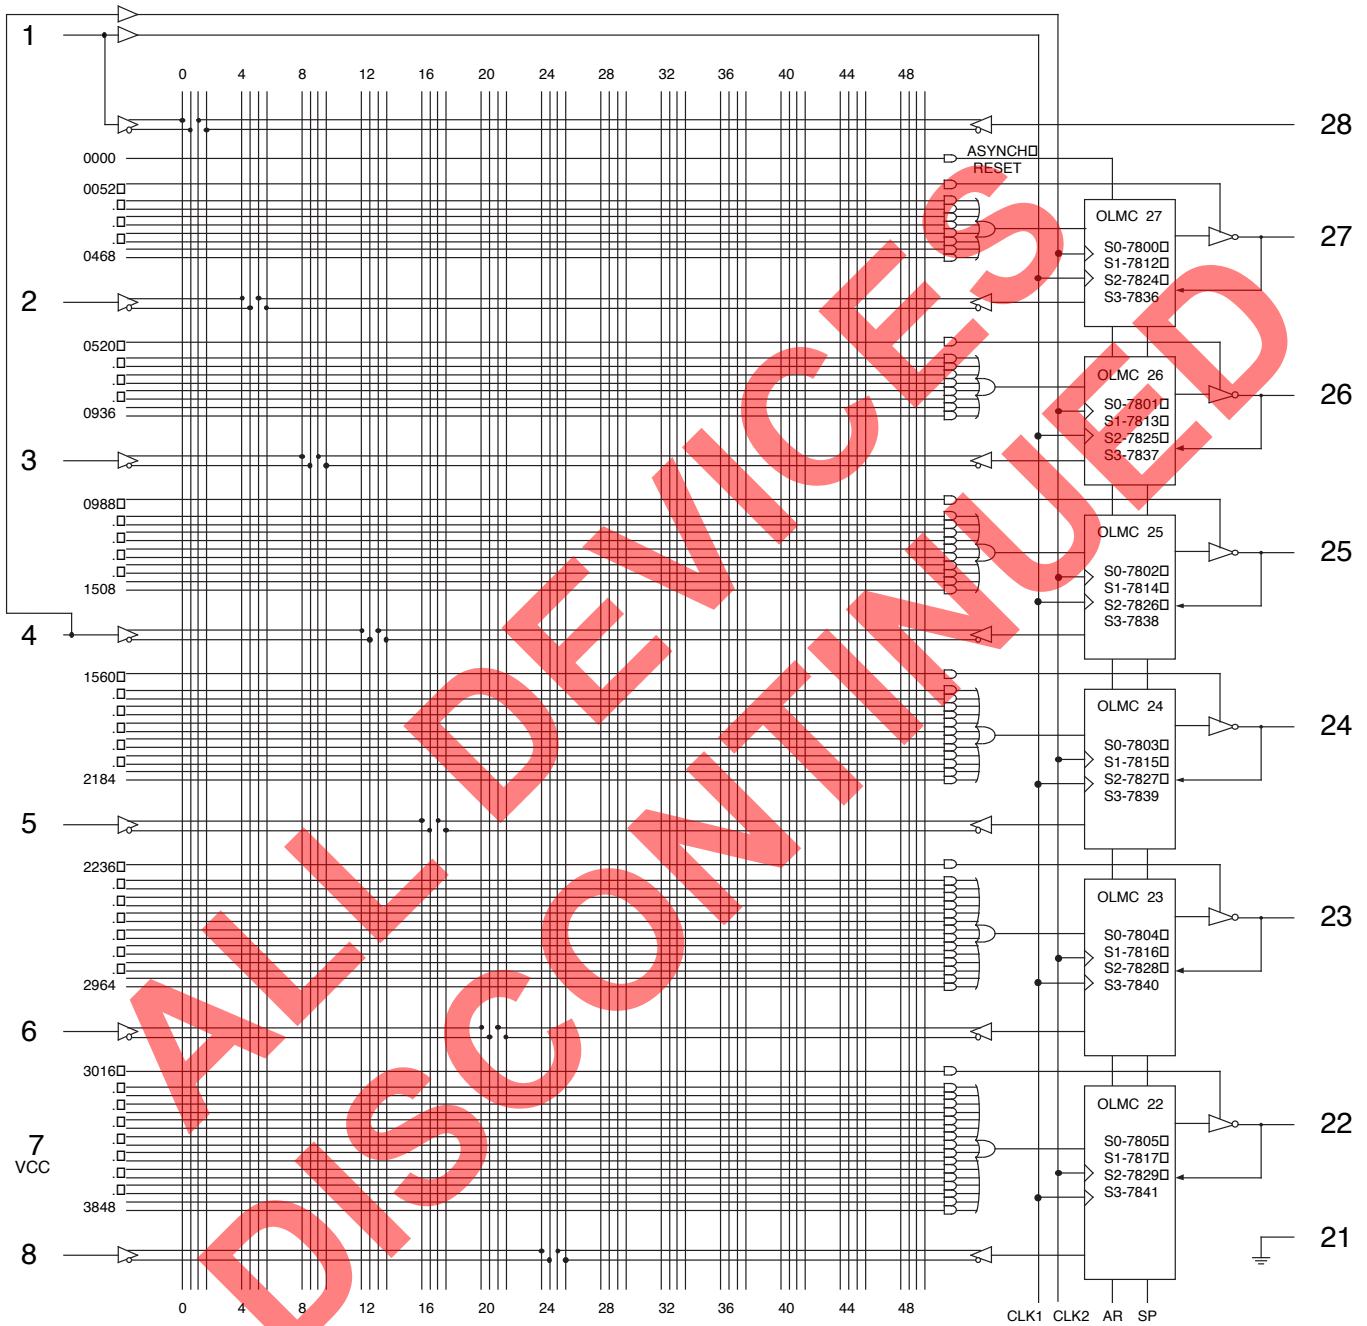 1
0 4 8 12 16 20 24 28 32 36 40 44 48
28
0000
ASYNCH
RESET
0052
.
.
.
0468
OLMC 27
S0-7800
S1-7812
S2-7824
S3-7836
27
2
0520
.
.
.
0936
OLMC 26
S0-7801
S1-7813
S2-7825
S3-7837
26
3
0988
.
.
.
.
1508
OLMC 25
S0-7802
S1-7814
S2-7826
S3-7838
25
4
1560
.
.
.
.
.
2184
OLMC 24
S0-7803
S1-7815
S2-7827
S3-7839
24
5
2236
.
.
.
.
.
.
2964
OLMC 23
S0-7804
S1-7816
S2-7828
S3-7840
23
6
3016
.
.
.
.
.
.
.
3848
OLMC 22
S0-7805
S1-7817
S2-7829
S3-7841
22
7
VCC
8
21
0 4 8 12 16 20 24 28 32 36 40 44 48
CLK1 CLK2 AR SP
ALL DEVICES
DISCONTINUED